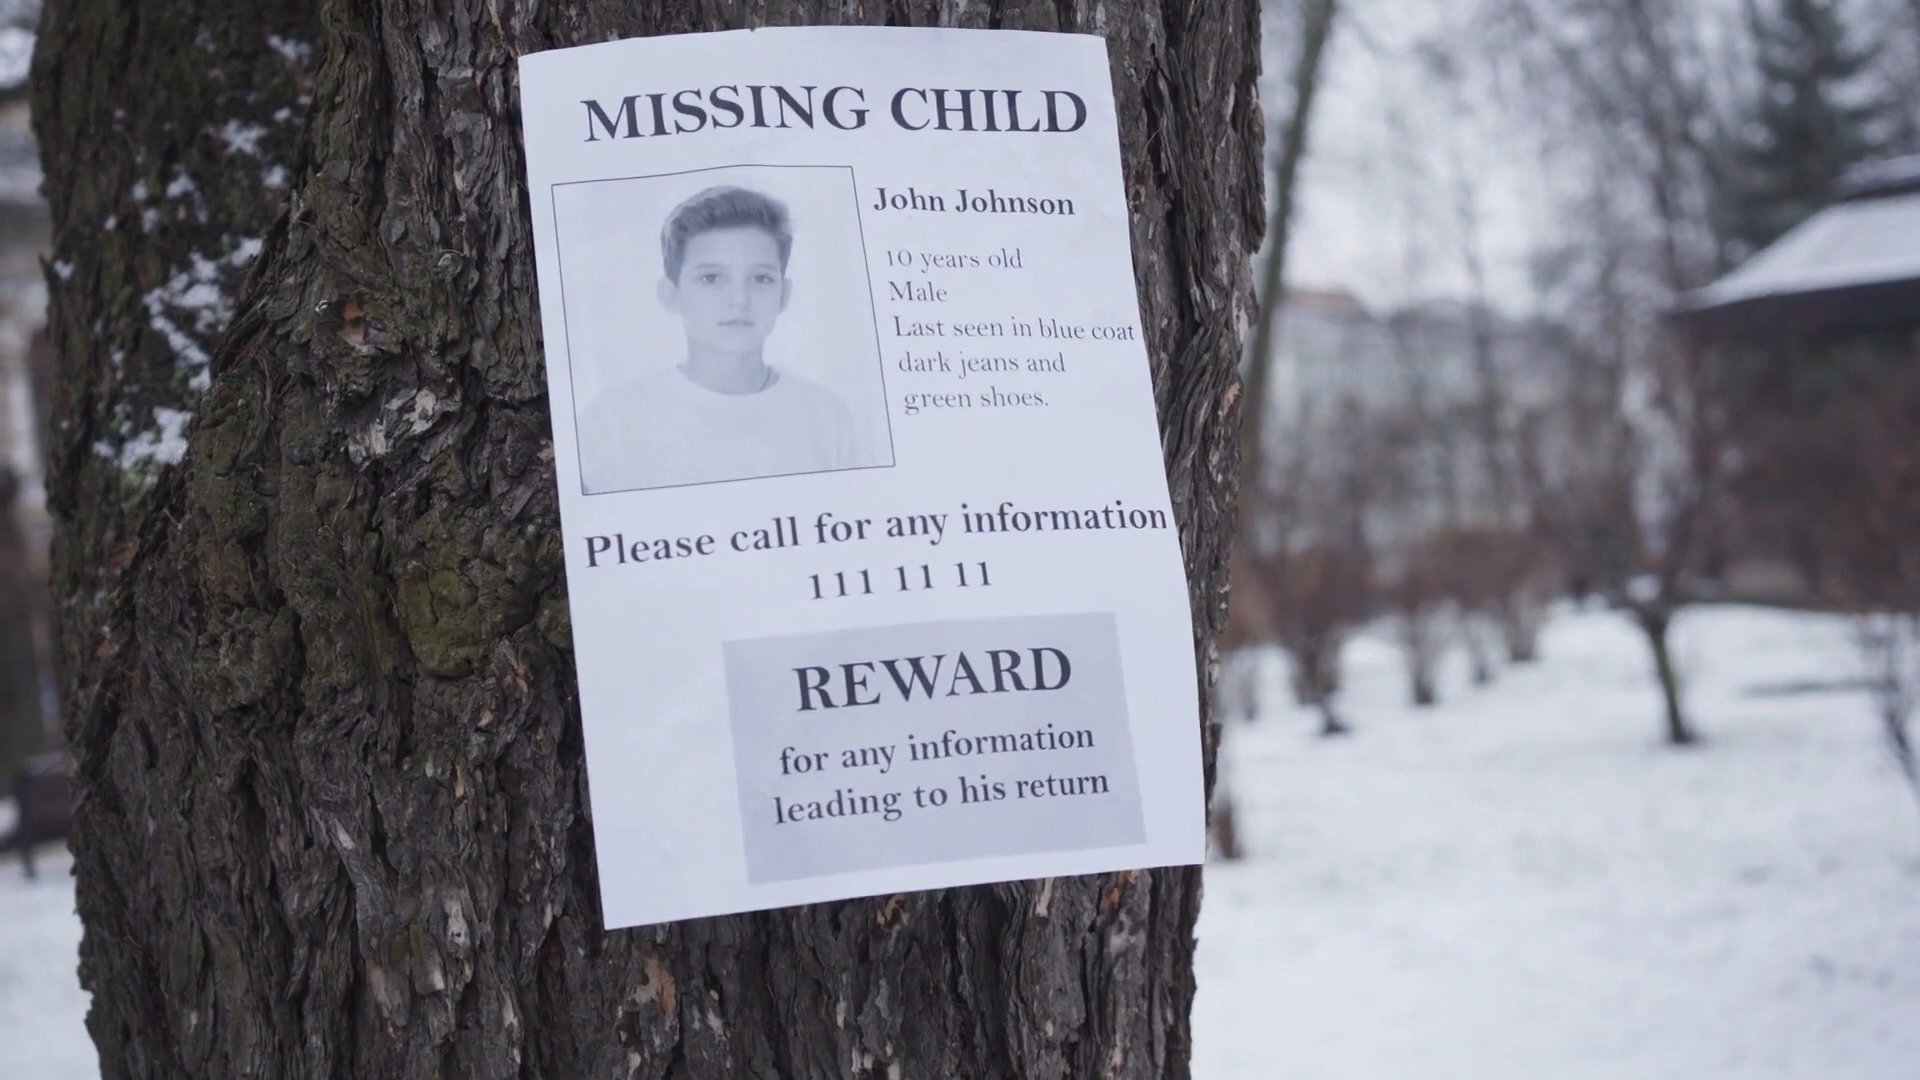 MISSING CHILD
John Johnson
10 years old
Male
Last seen in blue coat
dark jeans and
green shoes.
Please call for any information
111 11 11
REWARD
for any information
leading to his return